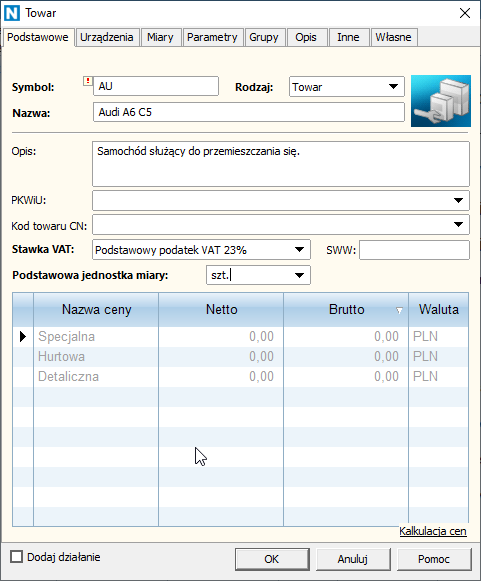 N Towar
Podstawowe Urządzenia Miary Parametry Grupy Opis Inne Własne
Symbol: ! AU Rodzaj: Towar
Nazwa: Audi A6 C5
Opis: Samochód służący do przemieszczania się.
PKWiU:
Kod towaru CN:
Stawka VAT: Podstawowy podatek VAT 23% SWW:
Podstawowa jednostka miary: szt.
Nazwa ceny Netto Brutto Waluta
Specjalna 0,00 0,00 PLN
Hurtowa 0,00 0,00 PLN
Detaliczna 0,00 0,00 PLN
Kalkulacja cen
Dodaj działanie OK Anuluj Pomoc